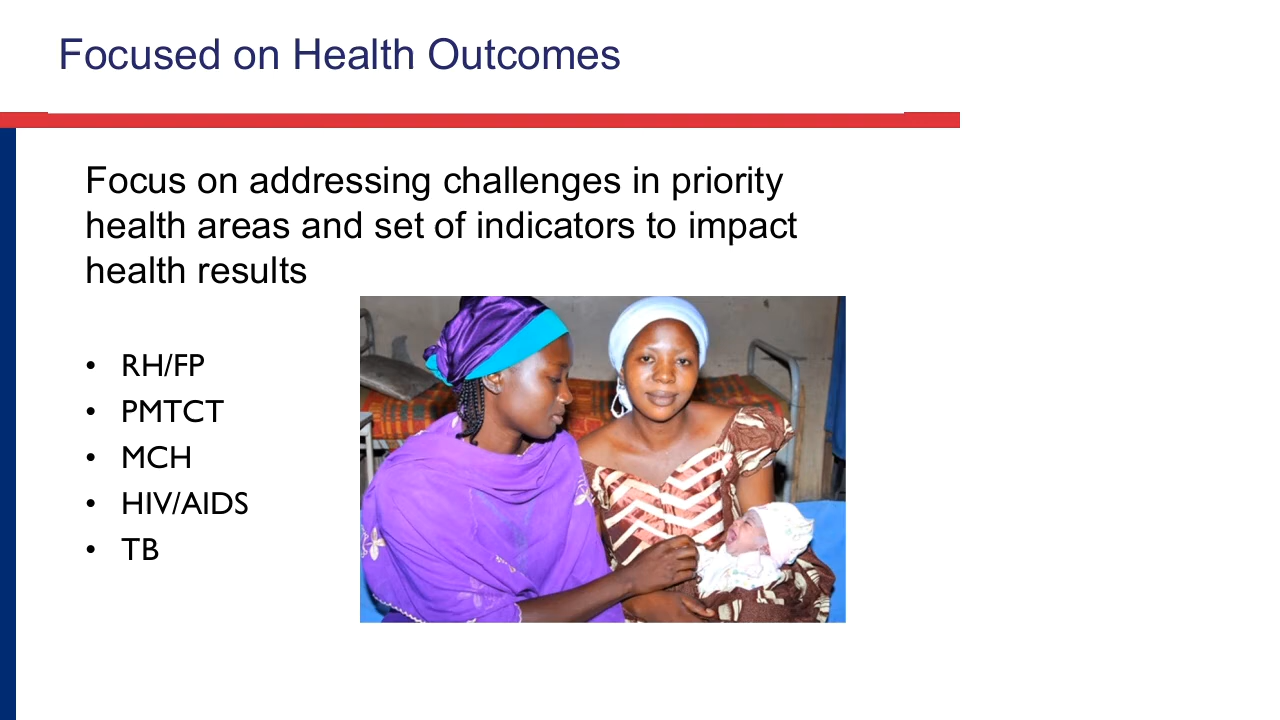 Focused on Health Outcomes
Focus on addressing challenges in priority
health areas and set of indicators to impact
health results
• RH/FP
• PMTCT
• MCH
• HIV/AIDS
• TB